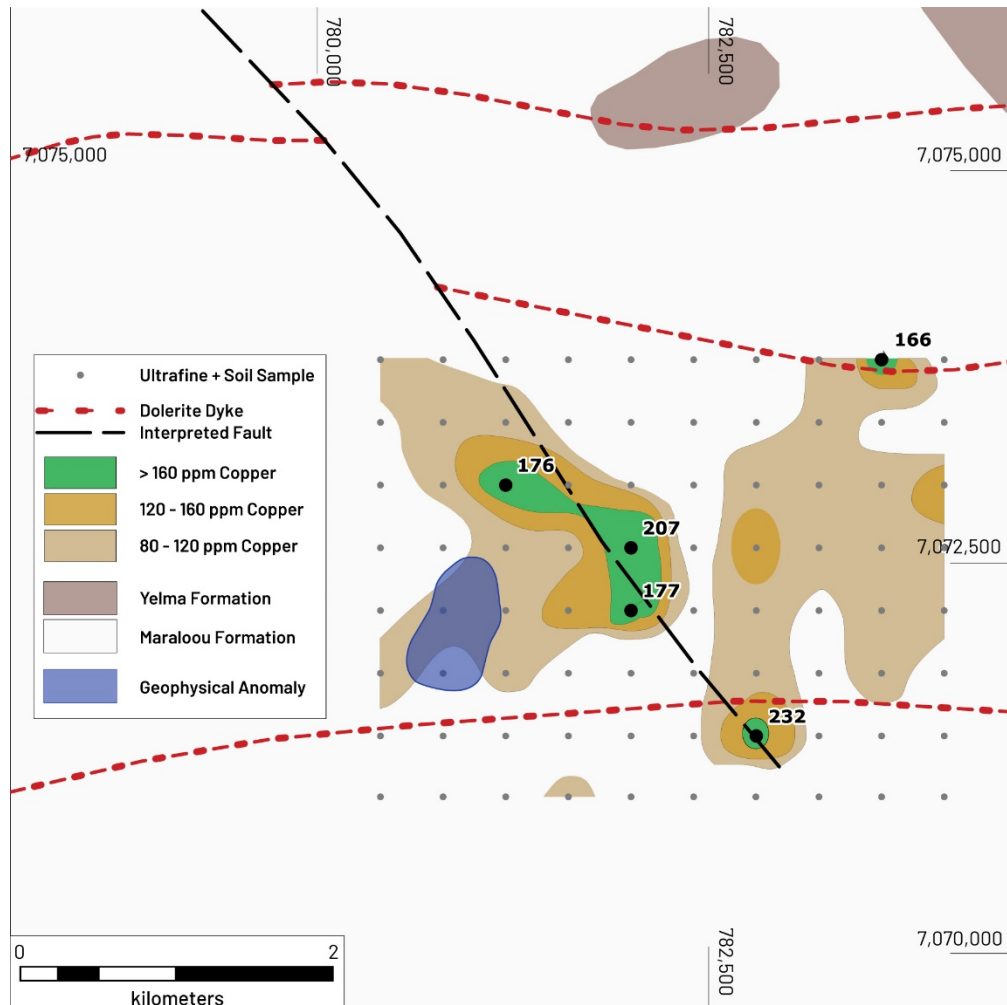 780,000
782,500
7,075,000
7,075,000
166
Ultrafine + Soil Sample
Dolerite Dyke
Interpreted Fault
> 160 ppm Copper
120 - 160 ppm Copper
80 - 120 ppm Copper
Yelma Formation
Maraloou Formation
Geophysical Anomaly
176
207
7,072,500
177
232
0
2
kilometers
782,500
7,070,000